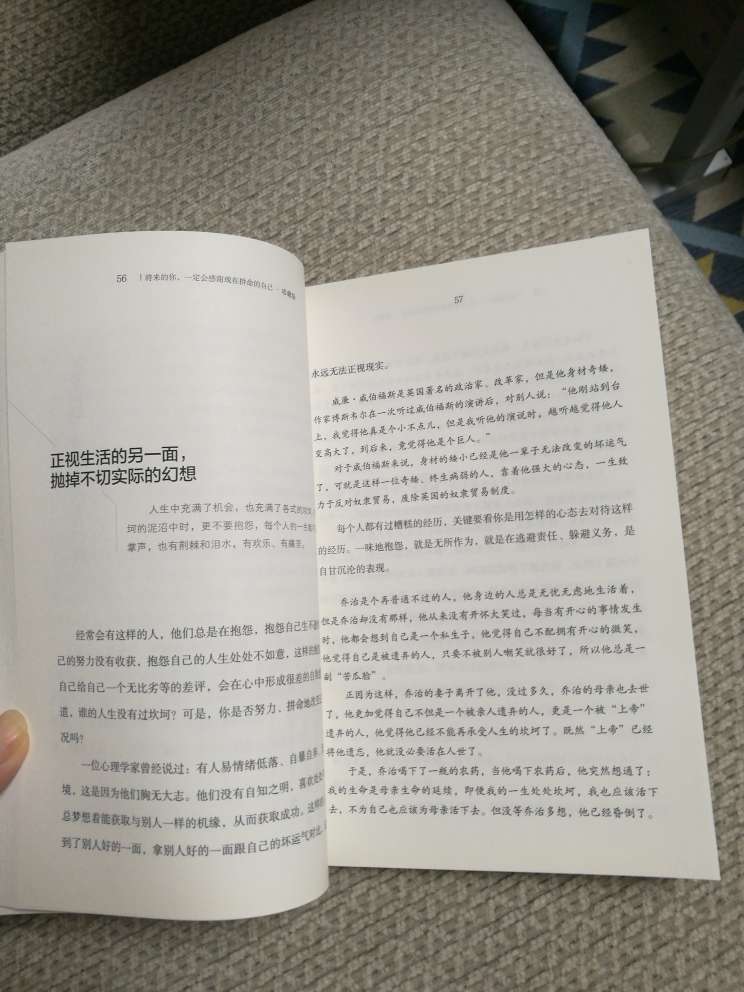 56 | 将来的你，一定会感谢现在拼命的自己
正视生活的另一面，
抛掉不切实际的幻想
人生中充满了机会，也充满了各式的坎
坷的泥沼中时，更不要抱怨，每个人的一
掌声，也有荆棘和泪水，有欢乐、有痛苦。
经常会有这样的人，他们总是在抱怨，抱怨自己生不
己的努力没有收获，抱怨自己的人生处处不如意，这样的
自己给自己一个无比劣等的差评，会在心中形成很差的自我
道，谁的人生没有过坎坷？可是，你是否努力、拼命地改
况吗？
一位心理学家曾经说过：有人易情绪低落、自暴自弃
境，这是因为他们胸无大志。他们没有自知之明，喜欢处
总梦想着能获取与别人一样的机缘，从而获取成功。这样
到了别人好的一面，拿别人好的一面跟自己的坏运气对比
57
永远无法正视现实。
威廉·威伯福斯是英国著名的政治家、改革家，但是他身材奇矮，
作家博斯韦尔在一次听过威伯福斯的演讲后，对别人说：“他刚站到台
上，我觉得他真是个小不点儿，但是我听他的演说时，越听越觉得他人
变高大了，到后来，竟觉得他是个巨人。”
对于威伯福斯来说，身材的矮小已经是他一辈子无法改变的坏运气
了，可就是这样一位奇矮、终生病弱的人，靠着他强大的心态，一生致
力于反对奴隶贸易，废除英国的奴隶贸易制度。
每个人都有过糟糕的经历，关键要看你是用怎样的心态去对待这样
的经历。一味地抱怨，就是无所作为，就是在逃避责任、躲避义务，是
自甘沉沦的表现。
乔治是个再普通不过的人，他身边的人总是无忧无虑地生活着，
但是乔治却没有那样，他从来没有开怀大笑过，每当有开心的事情发生
时，他都会想到自己是一个私生子，他觉得自己不配拥有开心的微笑，
他觉得自己是被遗弃的人，只要不被别人嘲笑就很好了，所以他总是一
副“苦瓜脸”。
正因为这样，乔治的妻子离开了他，没过多久，乔治的母亲也去世
了，他更加觉得自己不但是一个被亲人遗弃的人，更是一个被“上帝”
遗弃的人，他觉得他已经不能再承受人生的坎坷了。既然“上帝”已经
将他遗忘，他就没必要活在人世了。
于是，乔治喝下了一瓶的农药，当他喝下农药后，他突然想通了：
我的生命是母亲生命的延续，即便我的一生处处坎坷，我也应该活下
去，不为自己也应该为母亲活下去。但没等乔治多想，他已昏倒了。